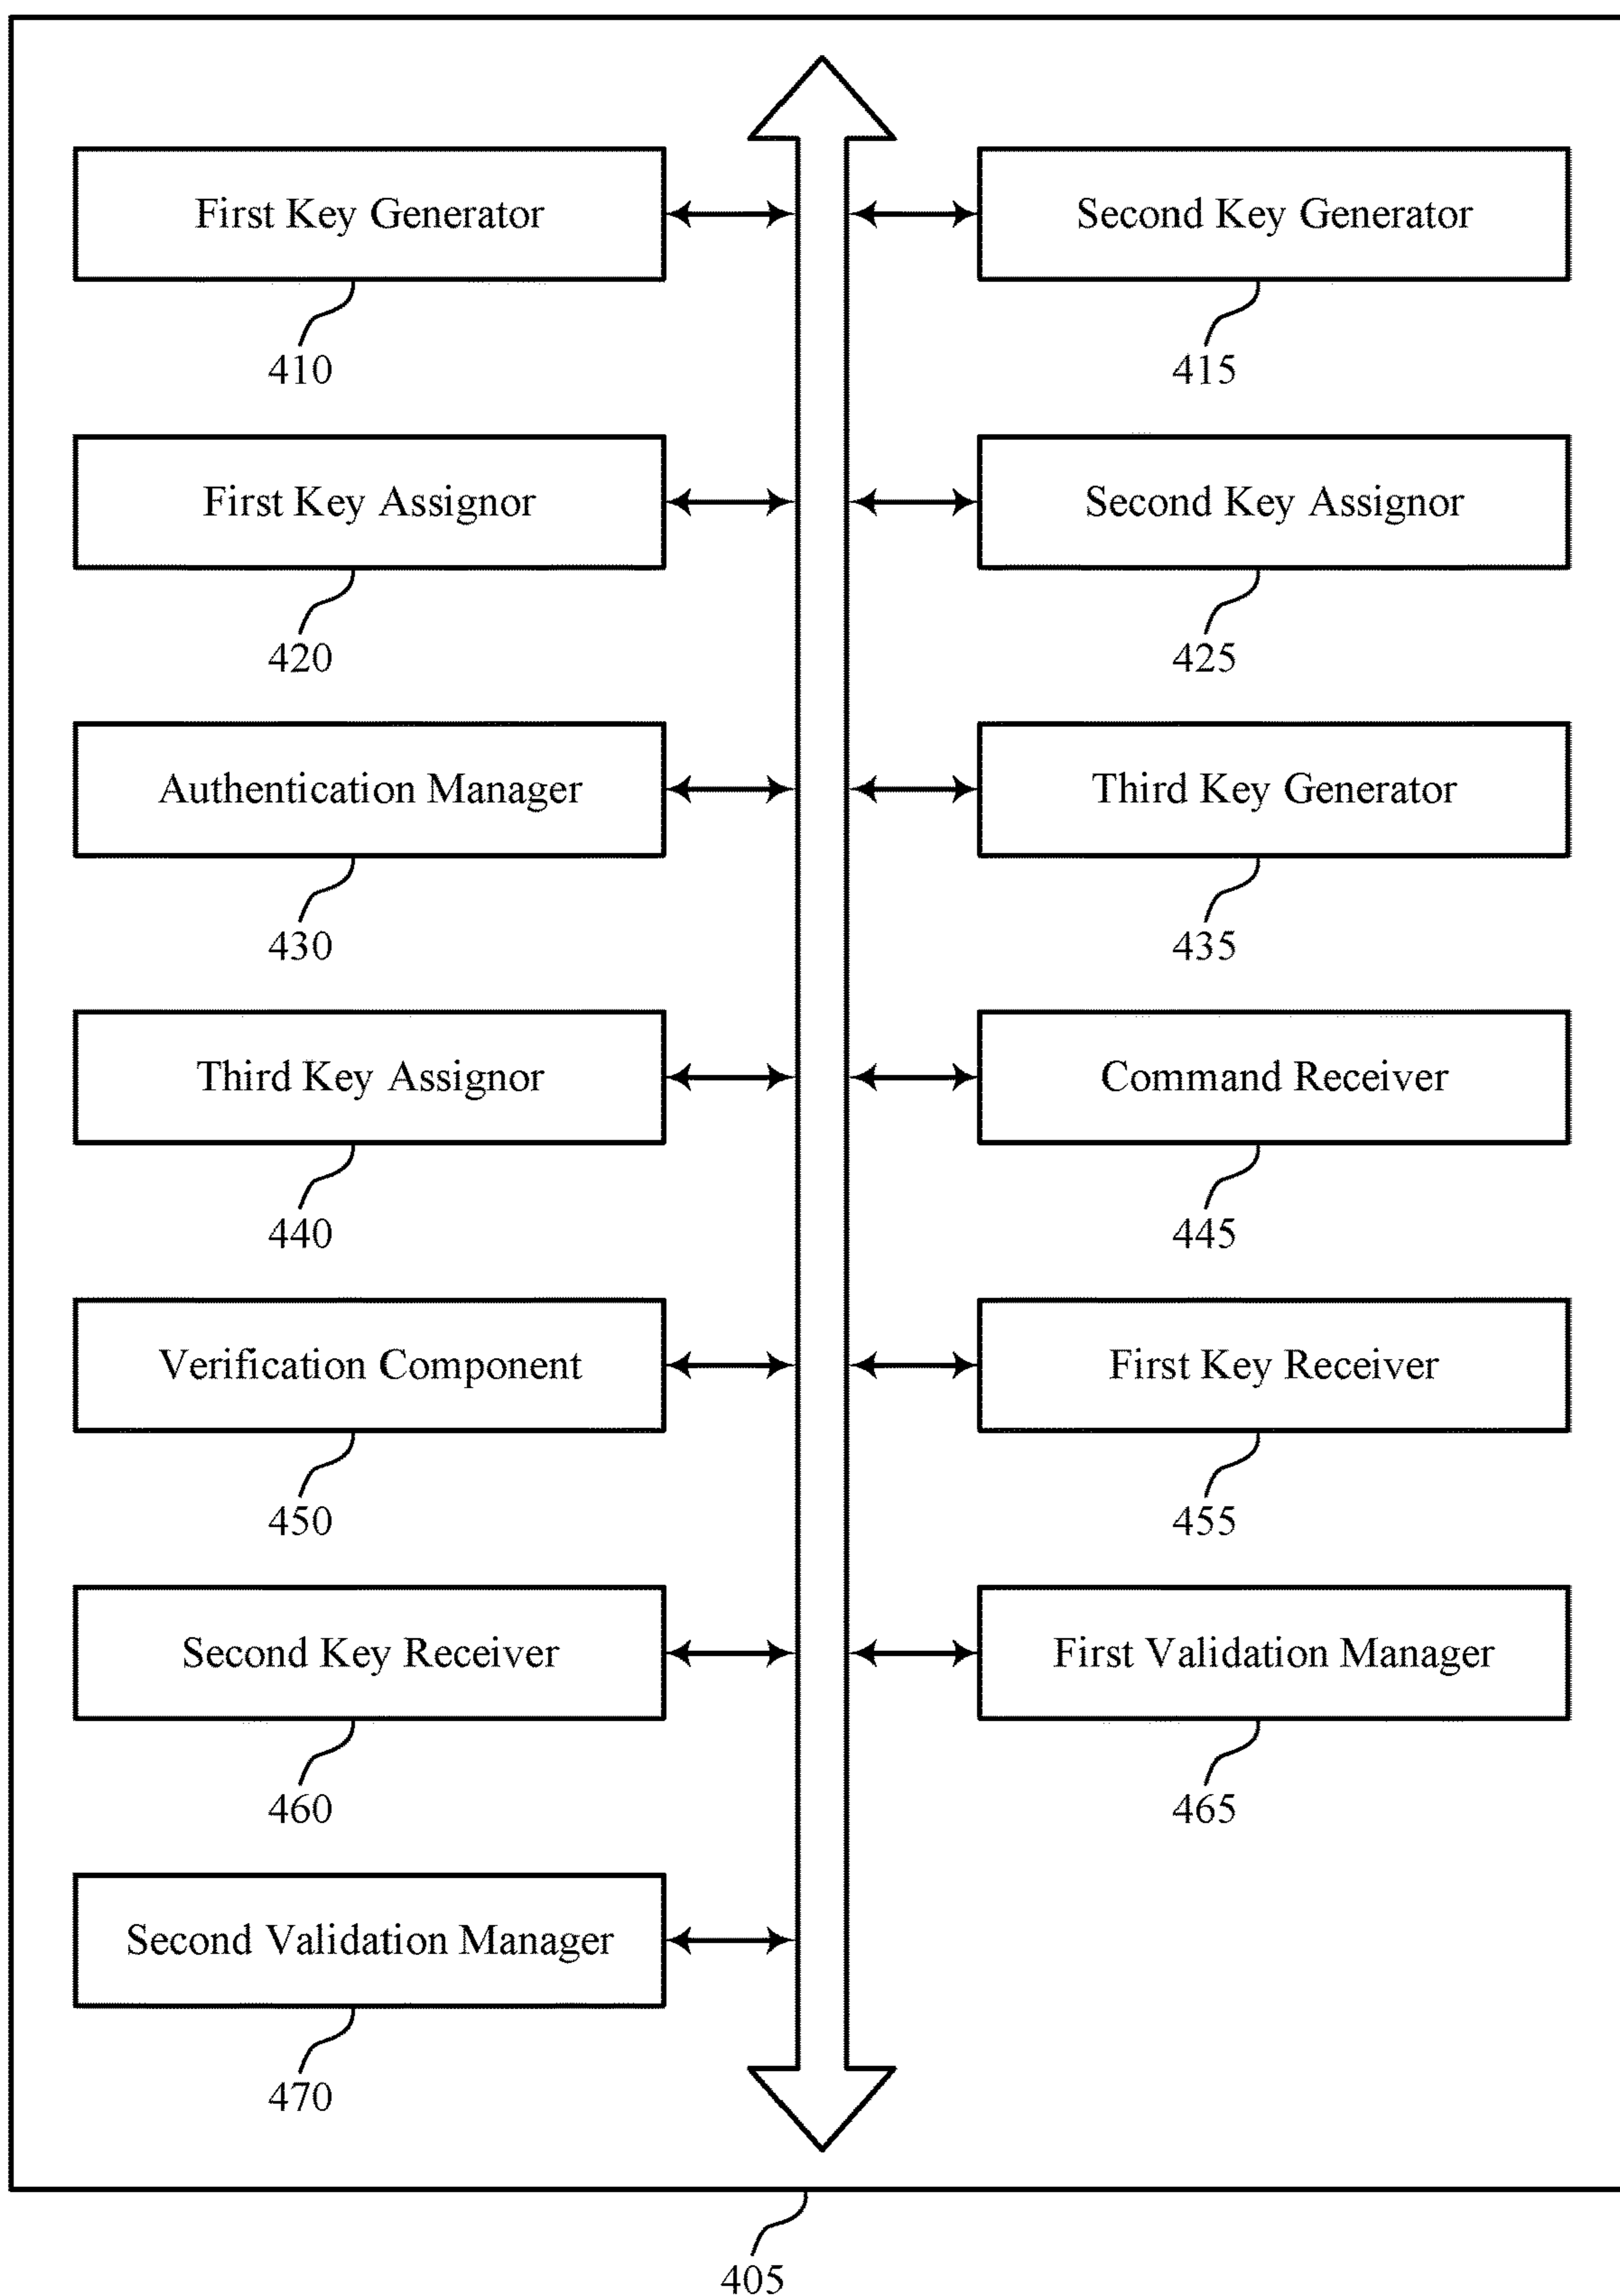 First Key Generator
Second Key Generator
410
415
First Key Assignor
Second Key Assignor
420
425
Authentication Manager
Third Key Generator
430
435
Third Key Assignor
Command Receiver
440
445
Verification Component
First Key Receiver
450
455
Second Key Receiver
First Validation Manager
460
465
Second Validation Manager
470
405